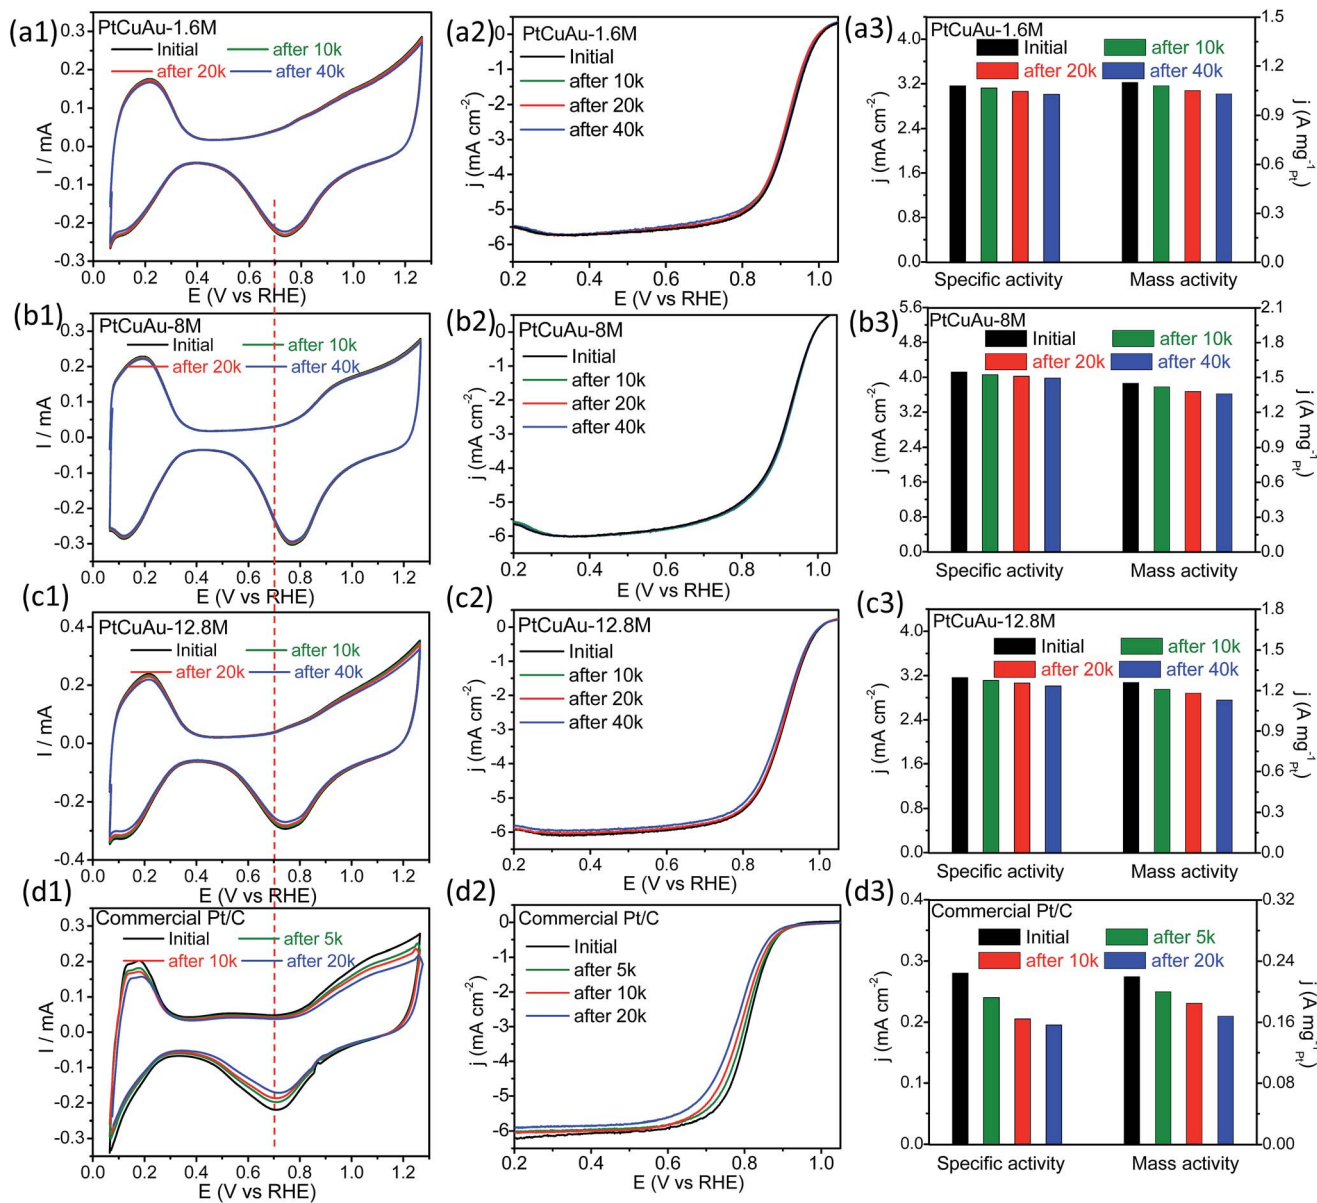 (a1)
PtCuAu-1.6M
Initial
after 10k
after 20k
after 40k
0.3
0.2
0.1
0.0
-0.1
-0.2
-0.3
I / mA
0.0 0.2 0.4 0.6 0.8 1.0 1.2
E (V vs RHE)
(a2)
PtCuAu-1.6M
Initial
after 10k
after 20k
after 40k
0
-1
-2
-3
-4
-5
-6
j (mA cm-2)
0.2 0.4 0.6 0.8 1.0
E (V vs RHE)
(a3)
PtCuAu-1.6M
Initial
after 10k
after 20k
after 40k
4.0
3.2
2.4
1.6
0.8
0.0
j (mA cm-2)
1.5
1.2
0.9
0.6
0.3
0.0
j (A mg-1Pt)
Specific activity
Mass activity
(b1)
PtCuAu-8M
Initial
after 10k
after 20k
after 40k
0.3
0.2
0.1
0.0
-0.1
-0.2
-0.3
I / mA
0.0 0.2 0.4 0.6 0.8 1.0 1.2
E (V vs RHE)
(b2)
PtCuAu-8M
Initial
after 10k
after 20k
after 40k
0
-1
-2
-3
-4
-5
-6
j (mA cm-2)
0.2 0.4 0.6 0.8 1.0
E (V vs RHE)
(b3)
PtCuAu-8M
Initial
after 10k
after 20k
after 40k
5.6
4.8
4.0
3.2
2.4
1.6
0.8
0.0
j (mA cm-2)
2.1
1.8
1.5
1.2
0.9
0.6
0.3
0.0
j (A mg-1Pt)
Specific activity
Mass activity
(c1)
PtCuAu-12.8M
Initial
after 10k
after 20k
after 40k
0.4
0.2
0.0
-0.2
-0.4
I / mA
0.0 0.2 0.4 0.6 0.8 1.0 1.2
E (V vs RHE)
(c2)
PtCuAu-12.8M
Initial
after 10k
after 20k
after 40k
0
-1
-2
-3
-4
-5
-6
j (mA cm-2)
0.2 0.4 0.6 0.8 1.0
E (V vs RHE)
(c3)
PtCuAu-12.8M
Initial
after 10k
after 20k
after 40k
4.0
3.2
2.4
1.6
0.8
0.0
j (mA cm-2)
1.8
1.5
1.2
0.9
0.6
0.3
0.0
j (A mg-1Pt)
Specific activity
Mass activity
(d1)
Commercial Pt/C
Initial
after 5k
after 10k
after 20k
0.3
0.2
0.1
0.0
-0.1
-0.2
-0.3
I / mA
0.0 0.2 0.4 0.6 0.8 1.0 1.2
E (V vs RHE)
(d2)
Commercial Pt/C
Initial
after 5k
after 10k
after 20k
0
-1
-2
-3
-4
-5
-6
j (mA cm-2)
0.2 0.4 0.6 0.8 1.0
E (V vs RHE)
(d3)
Commercial Pt/C
Initial
after 5k
after 10k
after 20k
0.4
0.3
0.2
0.1
0.0
j (mA cm-2)
0.32
0.24
0.16
0.08
0.00
j (A mg-1Pt)
Specific activity
Mass activity